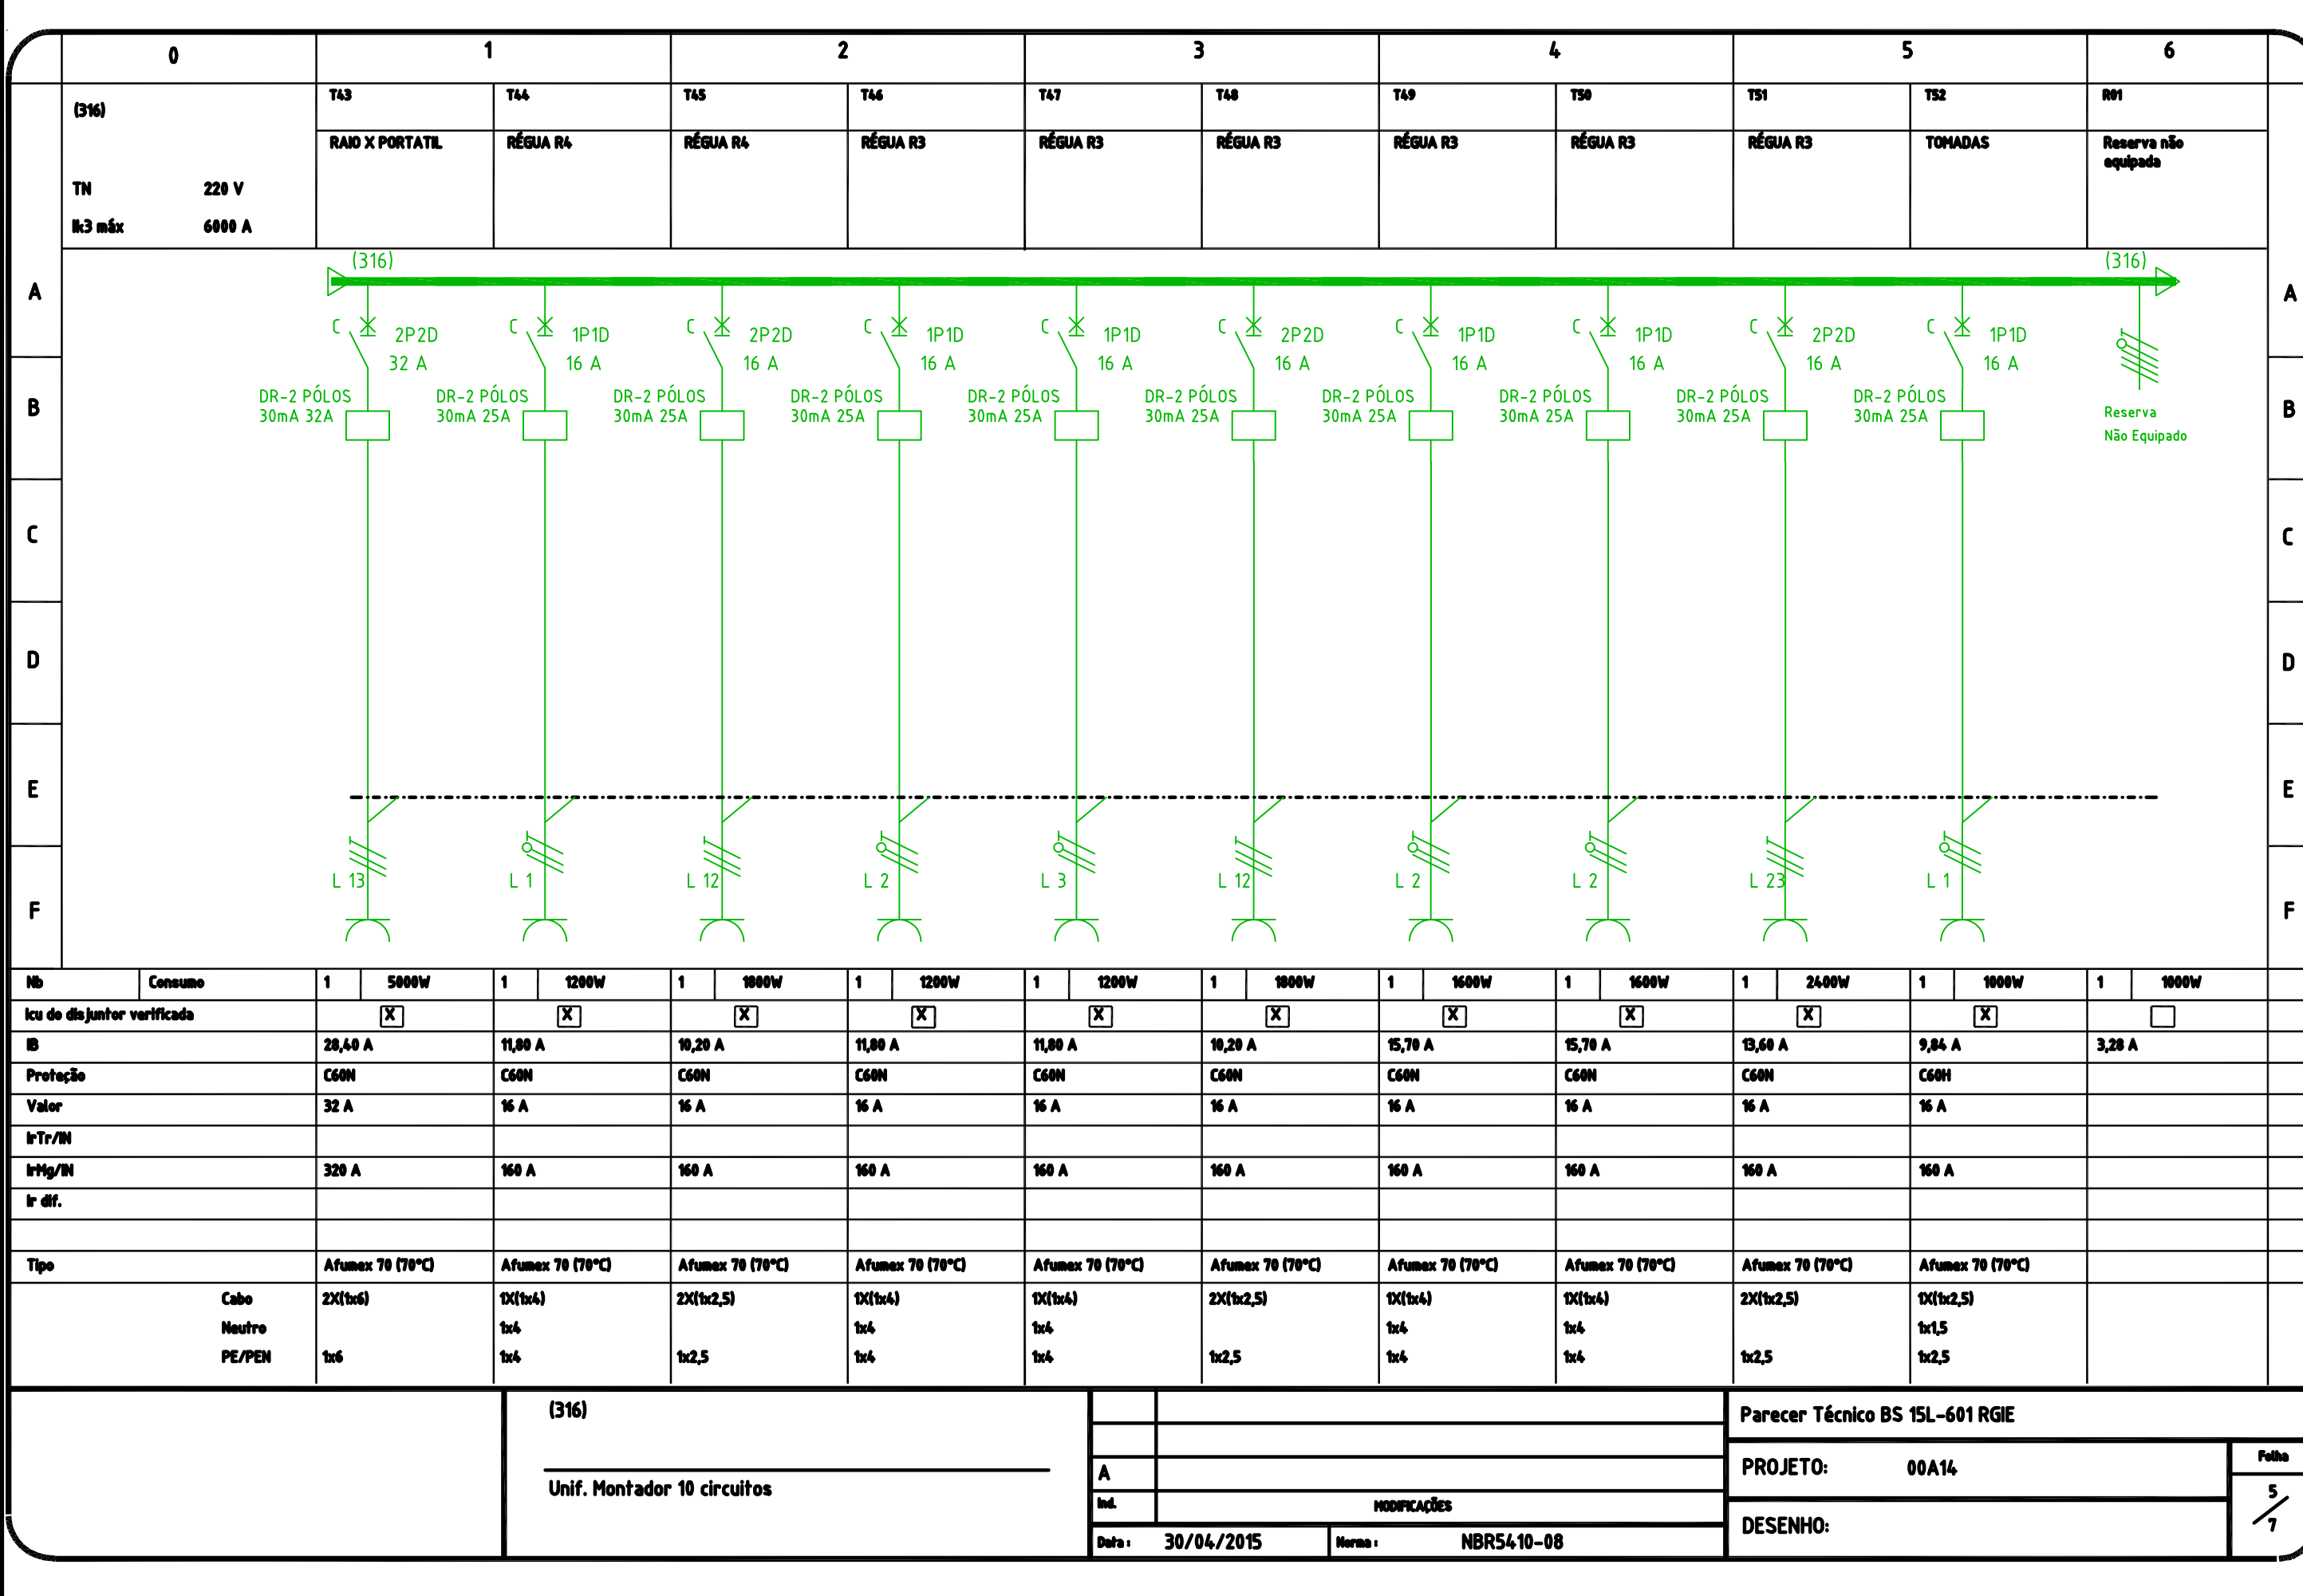 0 1 2 3 4 5 6
(316) T43 T44 T45 T46 T47 T48 T49 T50 T51 T52 R01
RAIO X PORTATIL RÉGUA R4 RÉGUA R4 RÉGUA R3 RÉGUA R3 RÉGUA R3 RÉGUA R3 RÉGUA R3 RÉGUA R3 TOMADAS Reserva não
equipada
TN 220 V
Ik3 máx 6000 A
(316) (316)
A A
C C C C C C C C C C
2P2D 1P1D 2P2D 1P1D 1P1D 2P2D 1P1D 1P1D 2P2D 1P1D
32 A 16 A 16 A 16 A 16 A 16 A 16 A 16 A 16 A 16 A
DR-2 PÓLOS DR-2 PÓLOS DR-2 PÓLOS DR-2 PÓLOS DR-2 PÓLOS DR-2 PÓLOS DR-2 PÓLOS DR-2 PÓLOS DR-2 PÓLOS DR-2 PÓLOS
B B
30mA 32A 30mA 25A 30mA 25A 30mA 25A 30mA 25A 30mA 25A 30mA 25A 30mA 25A 30mA 25A 30mA 25A
Reserva
Não Equipado
C C
D D
E E
L 13 L 1 L 12 L 2 L 3 L 12 L 2 L 2 L 23 L 1
F F
Nb Consumo 1 5000W 1 1200W 1 1800W 1 1200W 1 1200W 1 1800W 1 1600W 1 1600W 1 2400W 1 1000W 1 1000W
Icu do disjuntor verificada X X X X X X X X X X
IB 28,40 A 11,80 A 10,20 A 11,80 A 11,80 A 10,20 A 15,70 A 15,70 A 13,60 A 9,84 A 3,28 A
Proteção C60N C60N C60N C60N C60N C60N C60N C60N C60N C60H
Valor 32 A 16 A 16 A 16 A 16 A 16 A 16 A 16 A 16 A 16 A
IrTr/IN
IrMg/IN 320 A 160 A 160 A 160 A 160 A 160 A 160 A 160 A 160 A 160 A
Ir dif.
Tipo Afumex 70 (70°C) Afumex 70 (70°C) Afumex 70 (70°C) Afumex 70 (70°C) Afumex 70 (70°C) Afumex 70 (70°C) Afumex 70 (70°C) Afumex 70 (70°C) Afumex 70 (70°C) Afumex 70 (70°C)
Cabo 2X(1x6) 1X(1x4) 2X(1x2,5) 1X(1x4) 1X(1x4) 2X(1x2,5) 1X(1x4) 1X(1x4) 2X(1x2,5) 1X(1x2,5)
Neutro 1x4 1x4 1x4 1x4 1x4 1x1,5
PE/PEN 1x6 1x4 1x2,5 1x4 1x4 1x2,5 1x4 1x4 1x2,5 1x2,5
(316)
Unif. Montador 10 circuitos
A
Ind. MODIFICAÇÕES
Data : 30/04/2015 Norma : NBR5410-08
Parecer Técnico BS 15L-601 RGIE
PROJETO: 00A14
DESENHO:
Folha
5
7